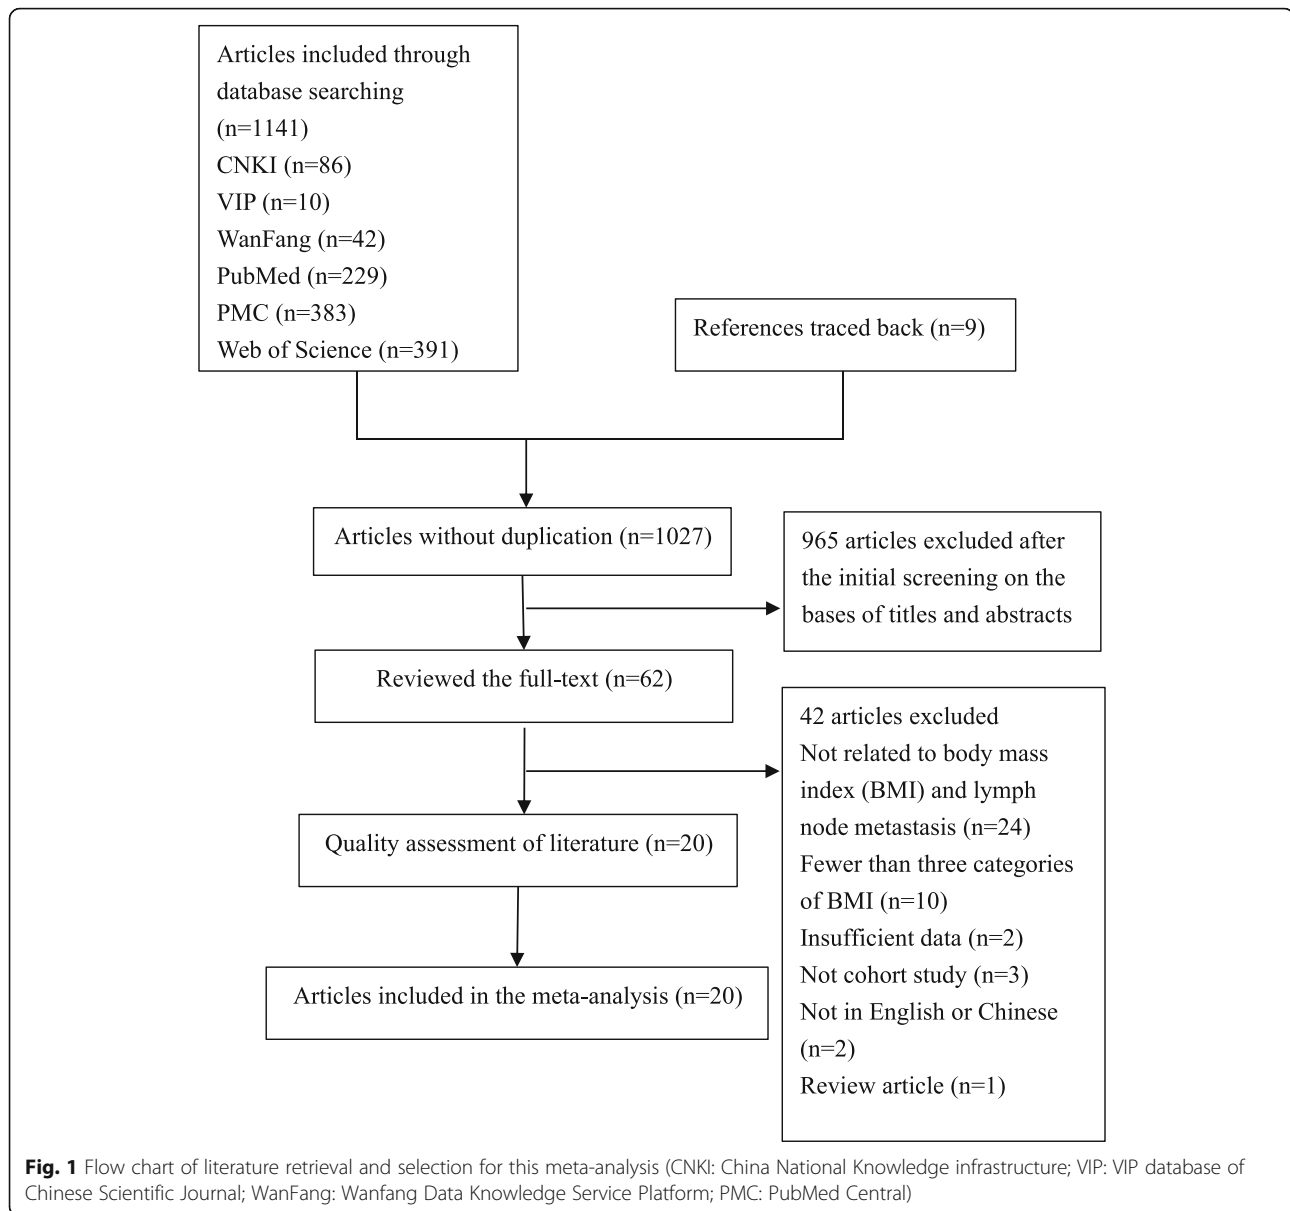 Articles included through
database searching
(n=1141)
CNKI (n=86)
VIP (n=10)
WanFang (n=42)
PubMed (n=229)
PMC (n=383)
Web of Science (n=391)
References traced back (n=9)
Articles without duplication (n=1027)
965 articles excluded after
the initial screening on the
bases of titles and abstracts
Reviewed the full-text (n=62)
42 articles excluded
Not related to body mass
index (BMI) and lymph
node metastasis (n=24)
Fewer than three categories
of BMI (n=10)
Insufficient data (n=2)
Not cohort study (n=3)
Not in English or Chinese
(n=2)
Review article (n=1)
Quality assessment of literature (n=20)
Articles included in the meta-analysis (n=20)
Fig. 1 Flow chart of literature retrieval and selection for this meta-analysis (CNKI: China National Knowledge infrastructure; VIP: VIP database of
Chinese Scientific Journal; WanFang: Wanfang Data Knowledge Service Platform; PMC: PubMed Central)